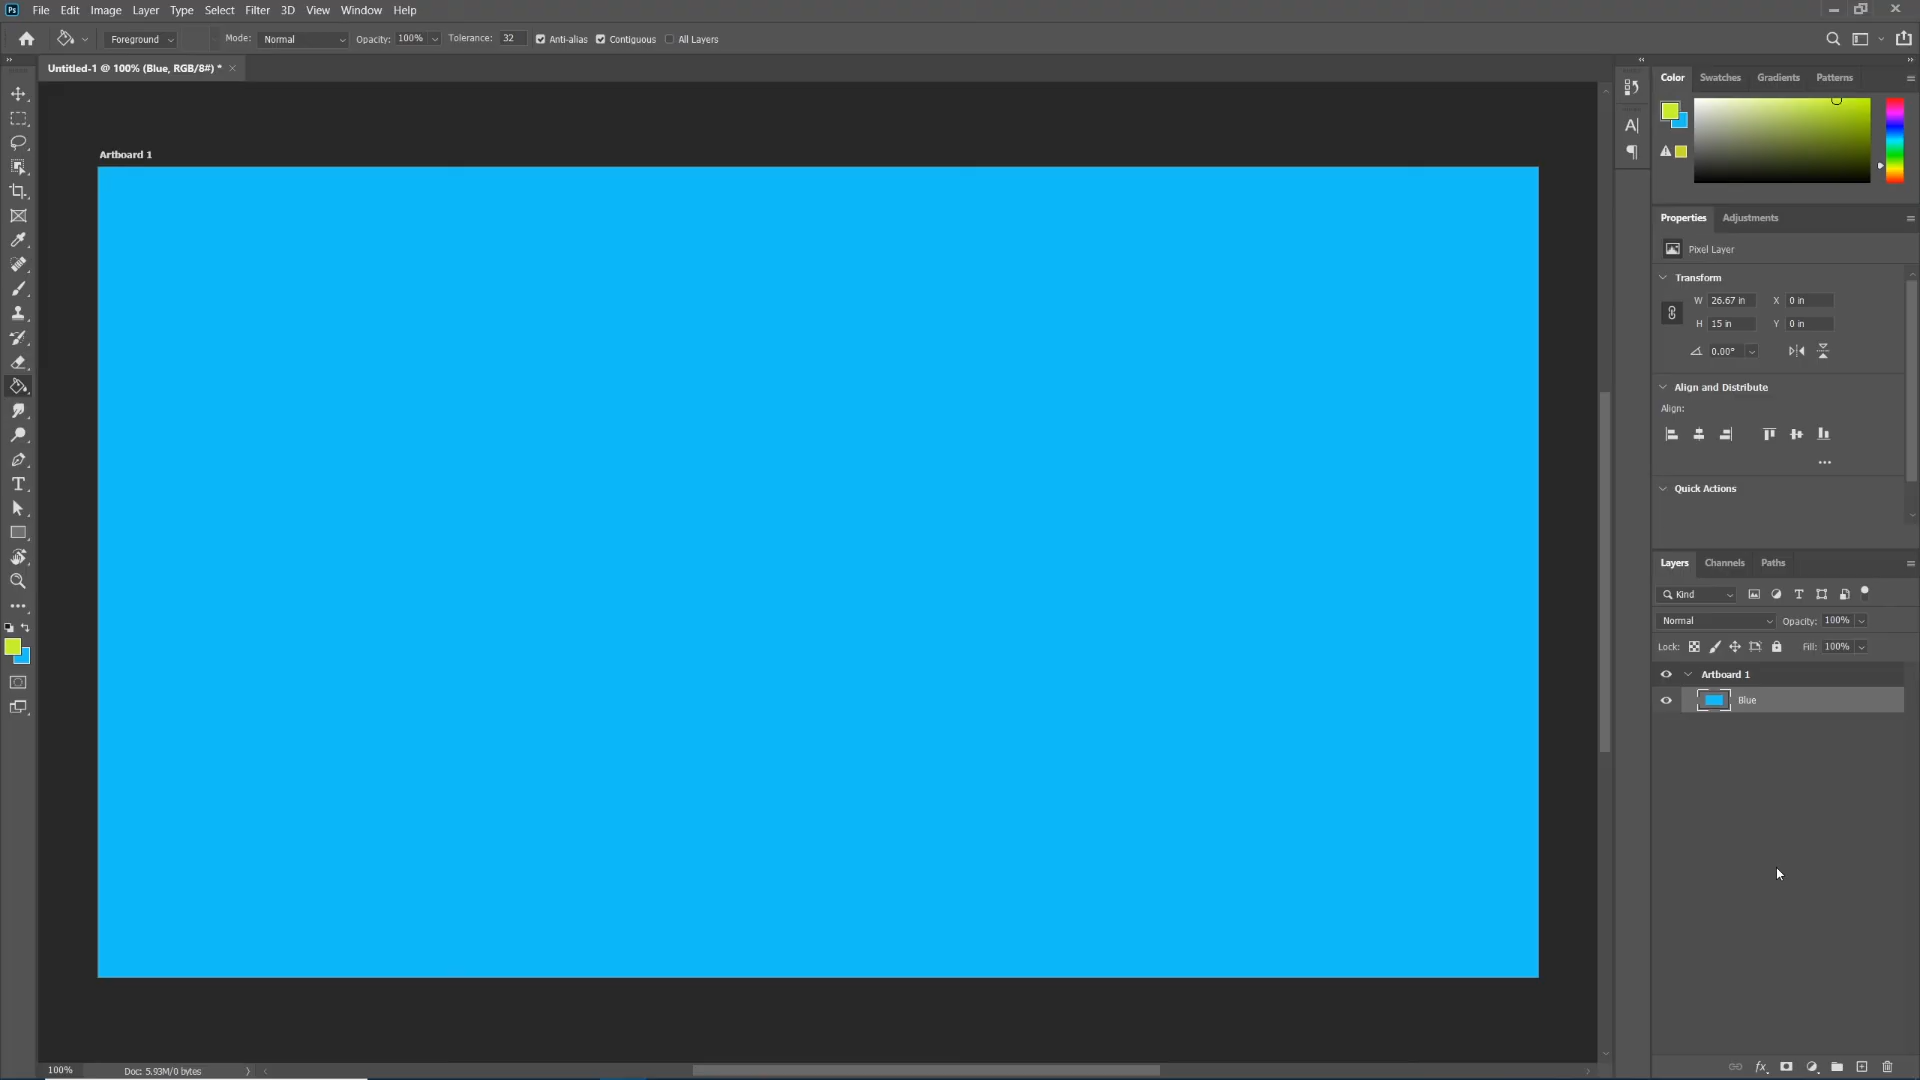 Ps File Edit Image Layer Type Select Filter 3D View Window Help
Foreground Mode: Normal Opacity: 100% Tolerance: 32 Anti-alias Contiguous All Layers
Untitled-1 @ 100% (Blue, RGB/8#) *
Artboard 1
Color Swatches Gradients Patterns
Properties Adjustments
Pixel Layer
Transform
W 26.67 in X 0 in
H 15 in Y 0 in
0.00°
Align and Distribute
Align:
Quick Actions
Layers Channels Paths
Kind
Normal Opacity: 100%
Lock: Fill: 100%
Artboard 1
Blue
100% Doc: 5.93M/0 bytes